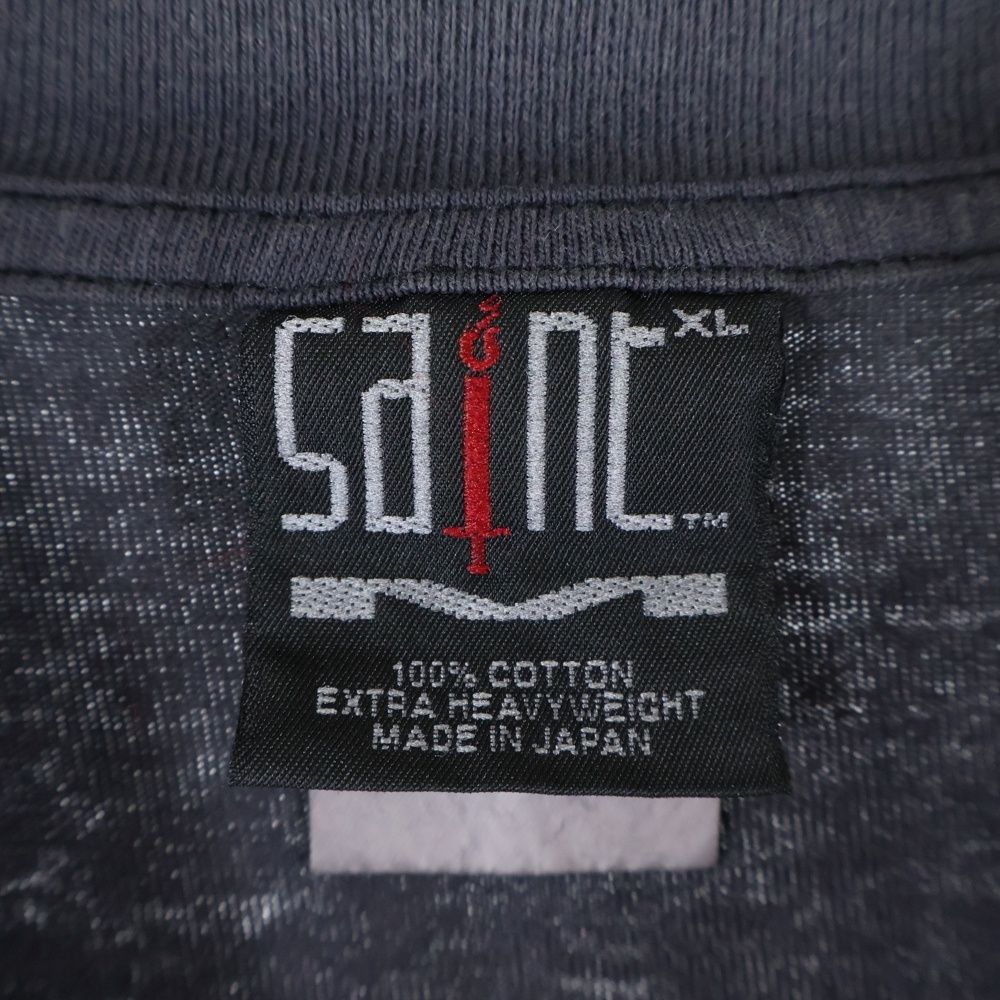 SaiNt XL
TM
M
100% COTTON
EXTRA HEAVYWEIGHT
MADE IN JAPAN